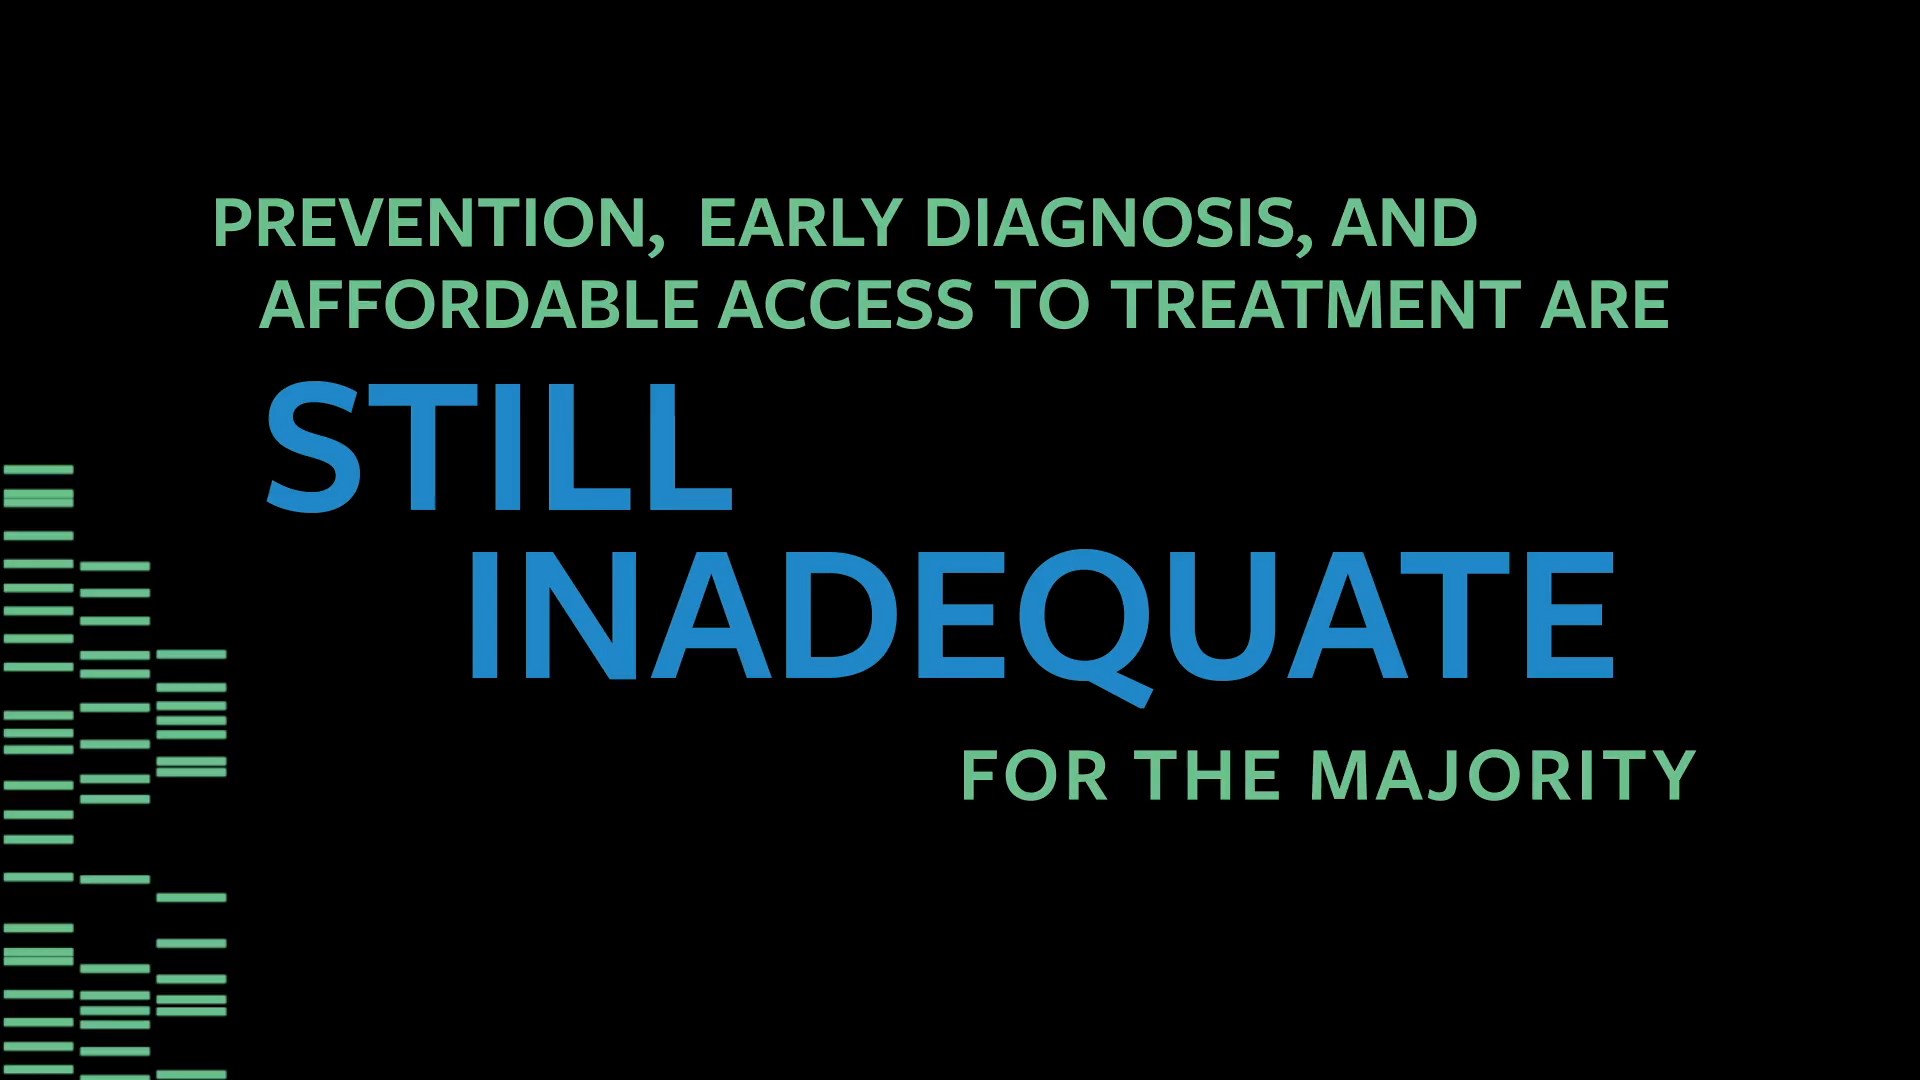 PREVENTION, EARLY DIAGNOSIS, AND
AFFORDABLE ACCESS TO TREATMENT ARE
STILL
INADEQUATE
FOR THE MAJORITY